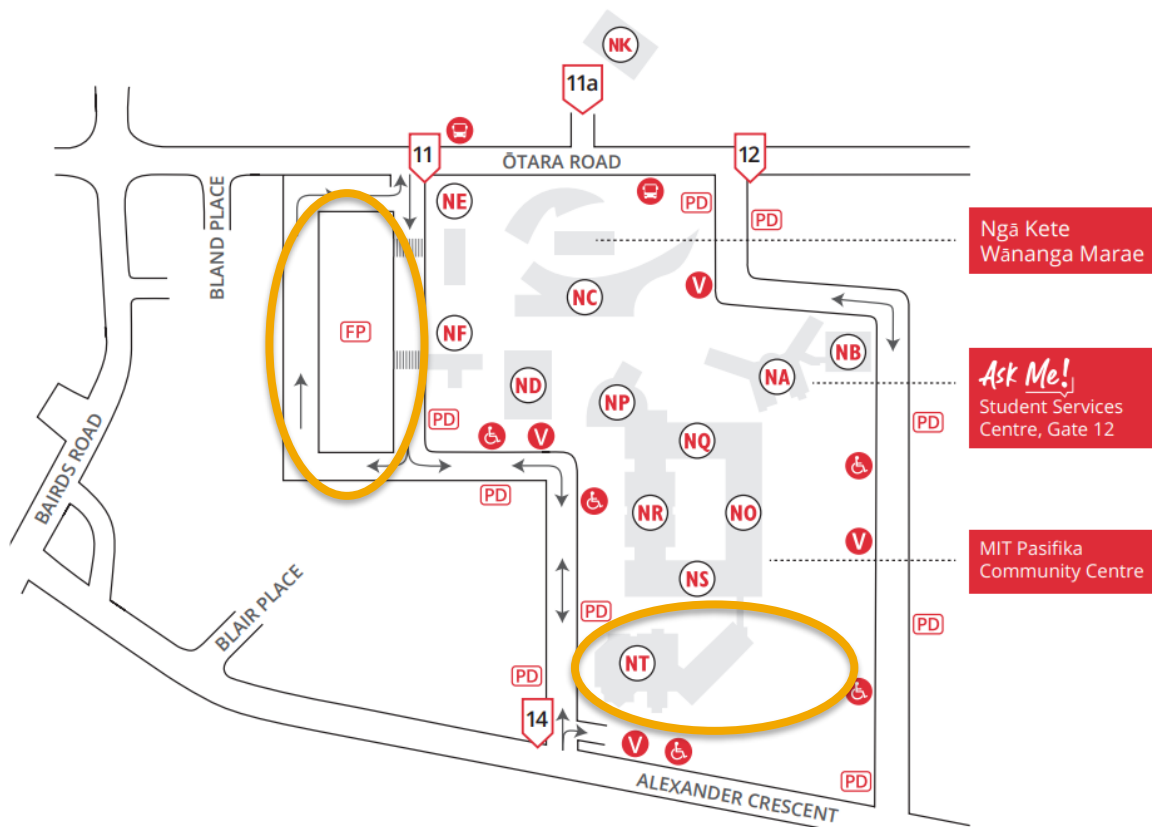 NK
11a
11
12
ŌTARA ROAD
NE
PD
PD
Ngā Kete
Wānanga Marae
BLAND PLACE
V
NC
FP
NF
NB
NA
ND
Ask Me!
Student Services
Centre, Gate 12
NP
PD
PD
V
NQ
BAIRDS ROAD
PD
NR
NO
V
MIT Pasifika
Community Centre
NS
BLAIR PLACE
PD
PD
NT
PD
14
V
PD
ALEXANDER CRESCENT